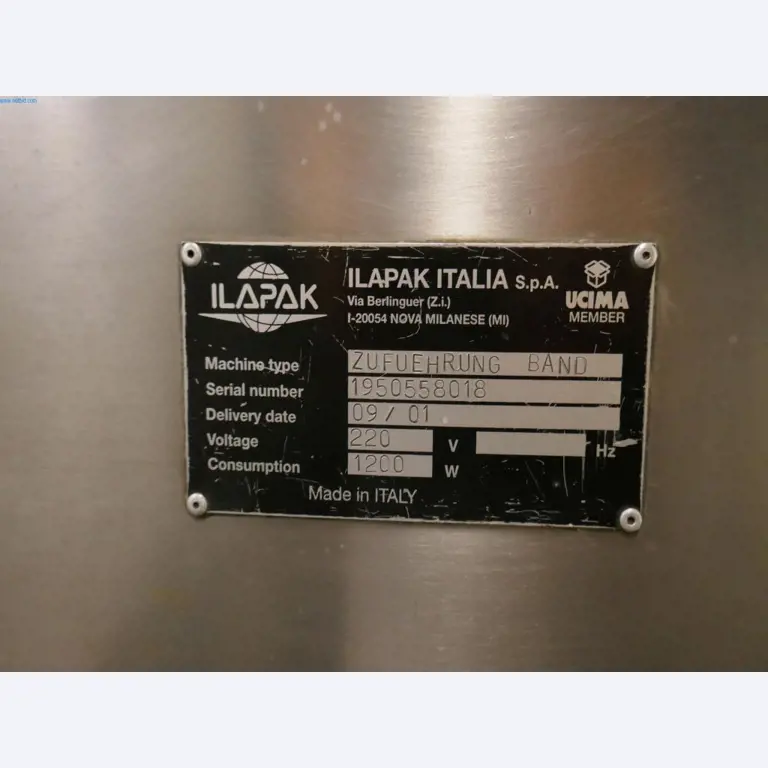 ILAPAK
ILAPAK ITALIA S.p.A.
Via Berlinguer (Z.i.)
I-20054 NOVA MILANESE (MI)
UCIMA
MEMBER
Machine type ZUFUEHRUNG BAND
Serial number 1950558018
Delivery date 09/01
Voltage 220 V Hz
Consumption 1200 W
Made in ITALY